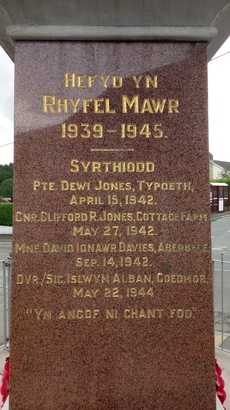 HEFYD YN
RHYFEL MAWR
1939-1945.
SYRTHIODD
PTE. DEWI JONES, TYPOETH,
APRIL 15, 1942.
GNR. CLIFFORD R. JONES, COTTAGE FARM
MAY 27, 1942.
MNE. DAVID IONAWR DAVIES, ABERBELE,
SEP. 14, 1942.
DVR./SIG. ISLWYN ALBAN, COEDMOR,
MAY 22, 1944
"YN ANGOF NI CHANT FOD."